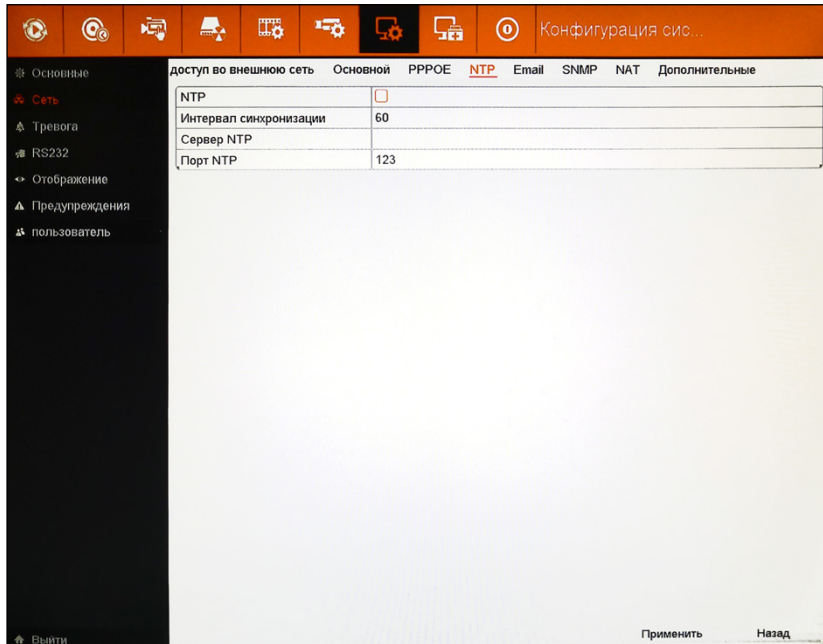 Конфигурация сис...
доступ во внешнюю сеть Основной PPPOE NTP Email SNMP NAT Дополнительные
Основные
Сеть
Тревога
RS232
Отображение
Предупреждения
пользователь
NTP
Интервал синхронизации 60
Сервер NTP
Порт NTP 123
Применить Назад
Выйти